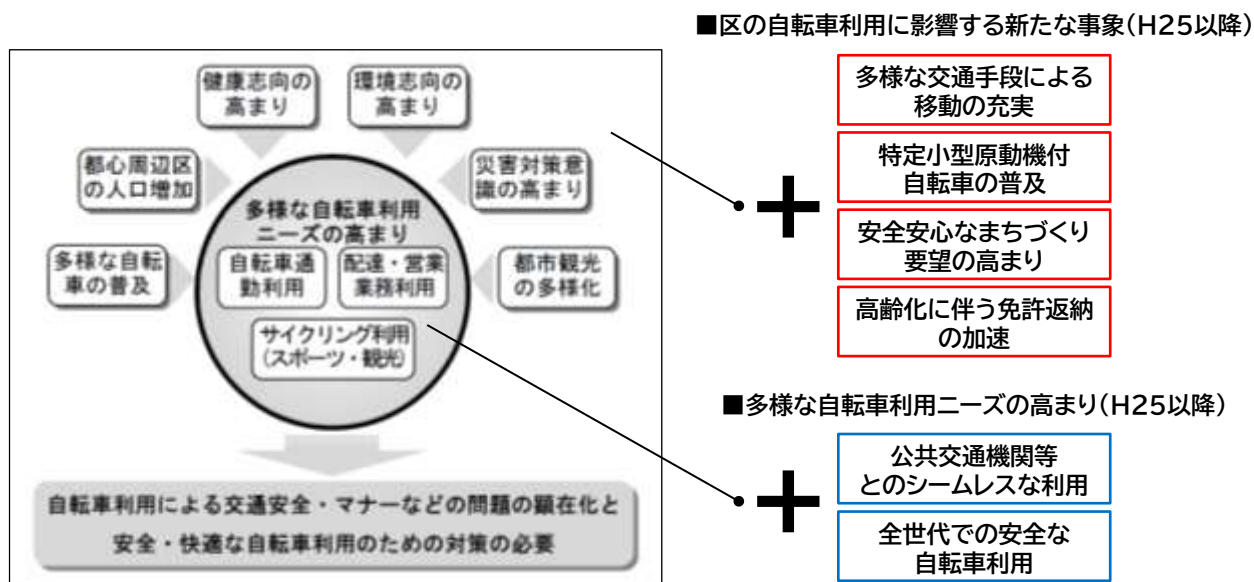 健康志向の
高まり
環境志向の
高まり
都心周辺区
の人口増加
災害対策意
識の高まり
多様な自転
車の普及
都市観光
の多様化
多様な自転車利用
ニーズの高まり
自転車通
勤利用
配達・営業
業務利用
サイクリング利用
(スポーツ・観光)
自転車利用による交通安全・マナーなどの問題の顕在化と
安全・快適な自転車利用のための対策の必要
■区の自転車利用に影響する新たな事象(H25以降)
多様な交通手段による
移動の充実
特定小型原動機付
自転車の普及
安全安心なまちづくり
要望の高まり
高齢化に伴う免許返納
の加速
■多様な自転車利用ニーズの高まり(H25以降)
公共交通機関等
とのシームレスな利用
全世代での安全な
自転車利用